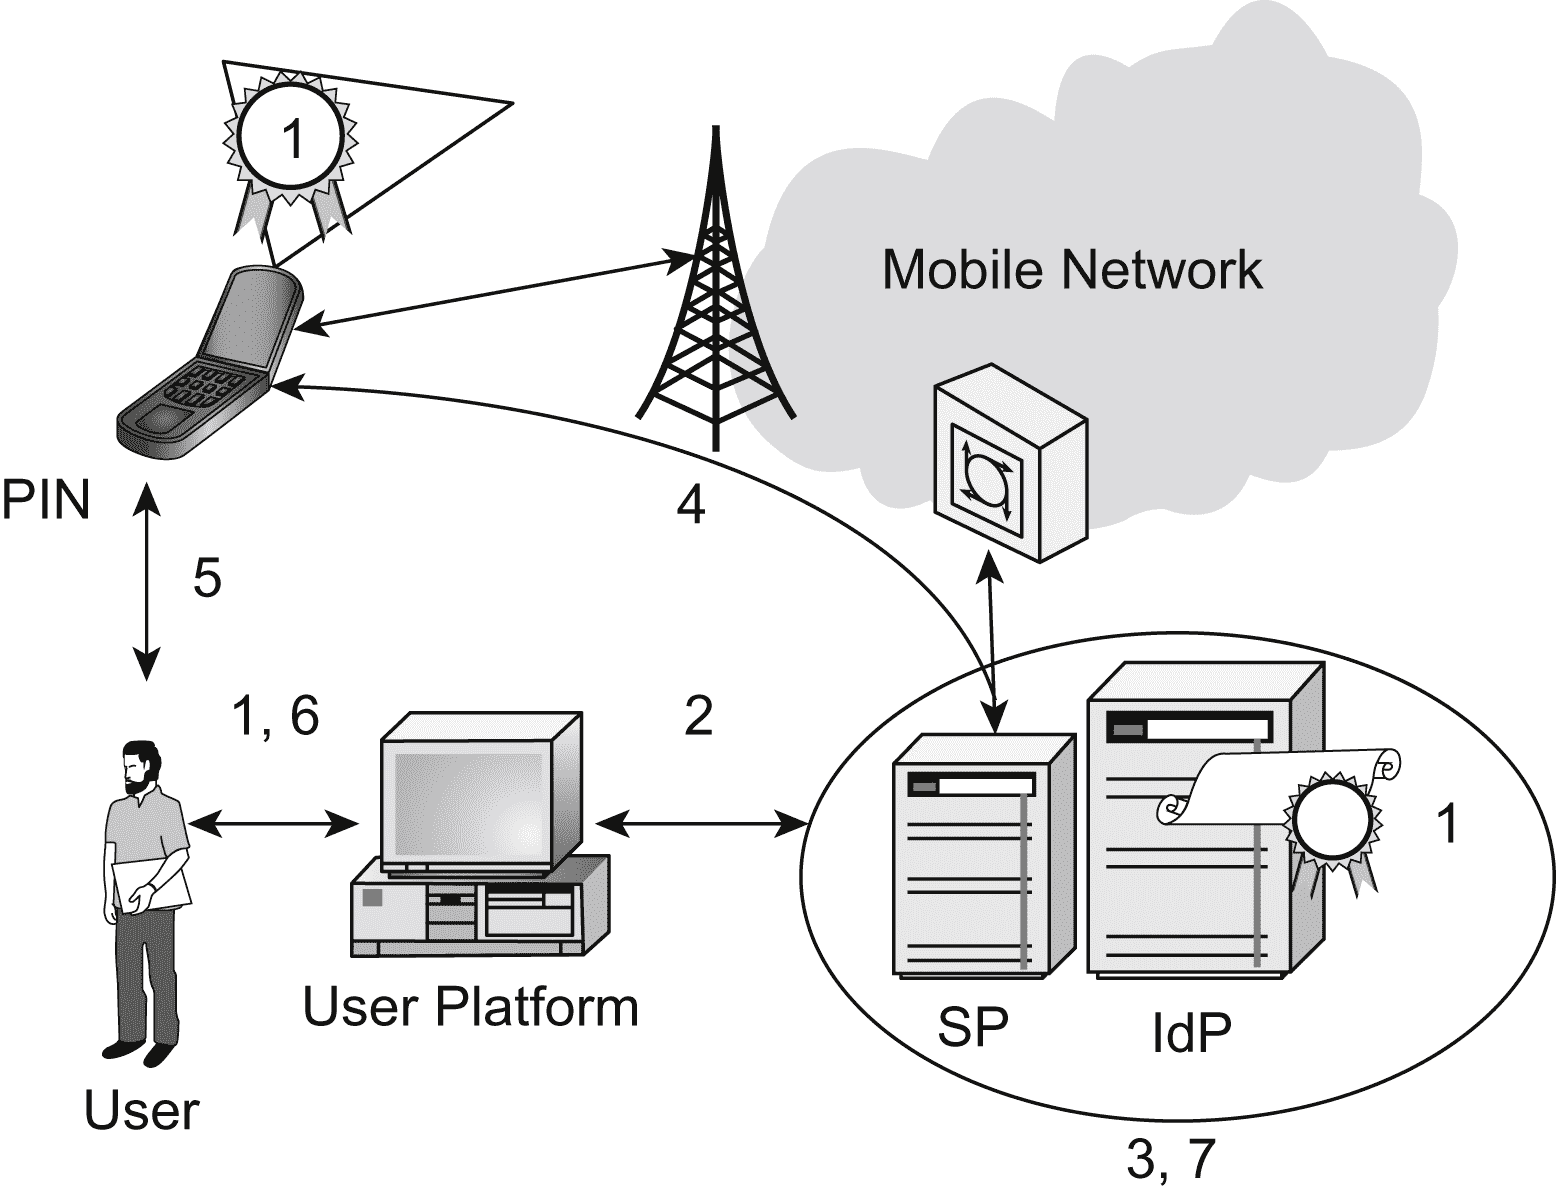 1
Mobile Network
PIN
4
5
1, 6
2
1
SP
IdP
User Platform
User
3, 7